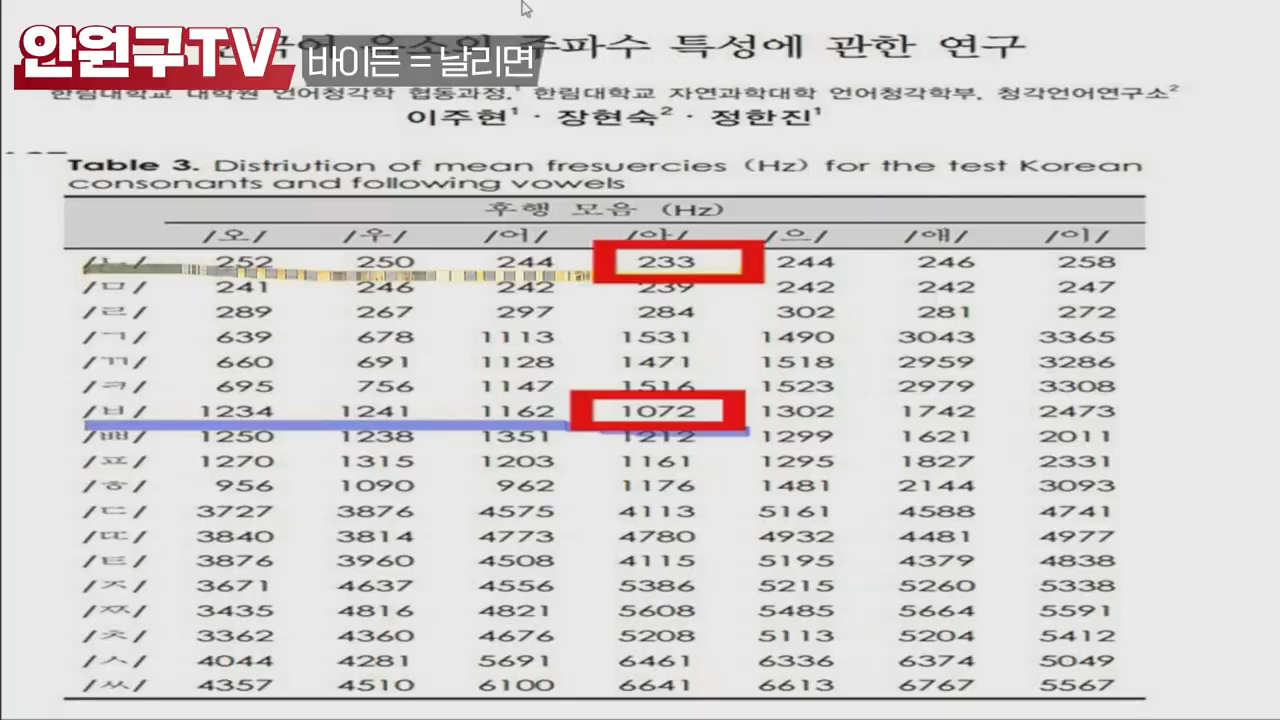 안원구TV
바이든 = 날리면
주파수 특성에 관한 연구
한림대학교 대학원 언어청각학 협동과정,1 한림대학교 자연과학대학 언어청각학부, 청각언어연구소2
이주현1 · 장현숙2 · 정한진1
Table 3. Distriution of mean fresuercies (Hz) for the test Korean
consonants and following vowels
후행 모음 (Hz)
/오/ /우/ /어/ /아/ /으/ /애/ /이/
/ㄴ/ 252 250 244 233 244 246 258
/ㅁ/ 241 246 242 239 242 242 247
/ㄹ/ 289 267 297 284 302 281 272
/ㄱ/ 639 678 1113 1531 1490 3043 3365
/ㄲ/ 660 691 1128 1471 1518 2959 3286
/ㅋ/ 695 756 1147 1516 1523 2979 3308
/ㅂ/ 1234 1241 1162 1072 1302 1742 2473
/ㅃ/ 1250 1238 1351 1212 1299 1621 2011
/ㅍ/ 1270 1315 1203 1161 1295 1827 2331
/ㅎ/ 956 1090 962 1176 1481 2144 3093
/ㄷ/ 3727 3876 4575 4113 5161 4588 4741
/ㄸ/ 3840 3814 4773 4780 4932 4481 4977
/ㅌ/ 3876 3960 4508 4115 5195 4379 4838
/ㅈ/ 3671 4637 4556 5386 5215 5260 5338
/ㅉ/ 3435 4816 4821 5608 5485 5664 5591
/ㅊ/ 3362 4360 4676 5208 5113 5204 5412
/ㅅ/ 4044 4281 5691 6461 6336 6374 5049
/ㅆ/ 4357 4510 6100 6641 6613 6767 5567